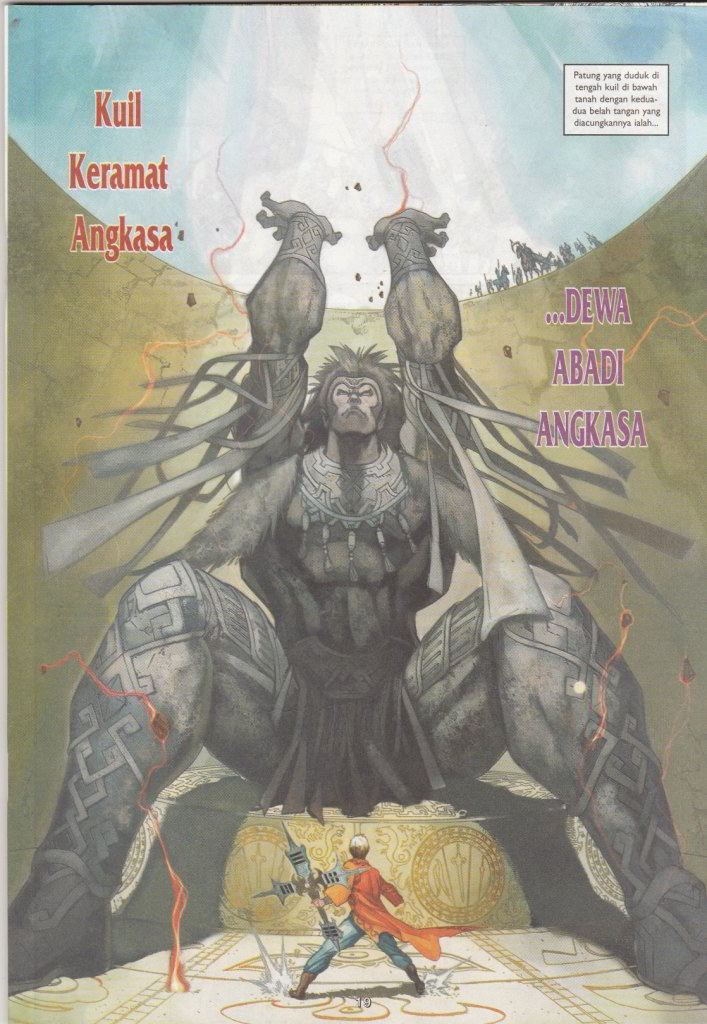 Kuil
Keramat
Angkasa
Patung yang duduk di
tengah kuil di bawah
tanah dengan kedua-
dua belah tangan yang
diacungkannya ialah...
...DEWA
ABADI
ANGKASA
19